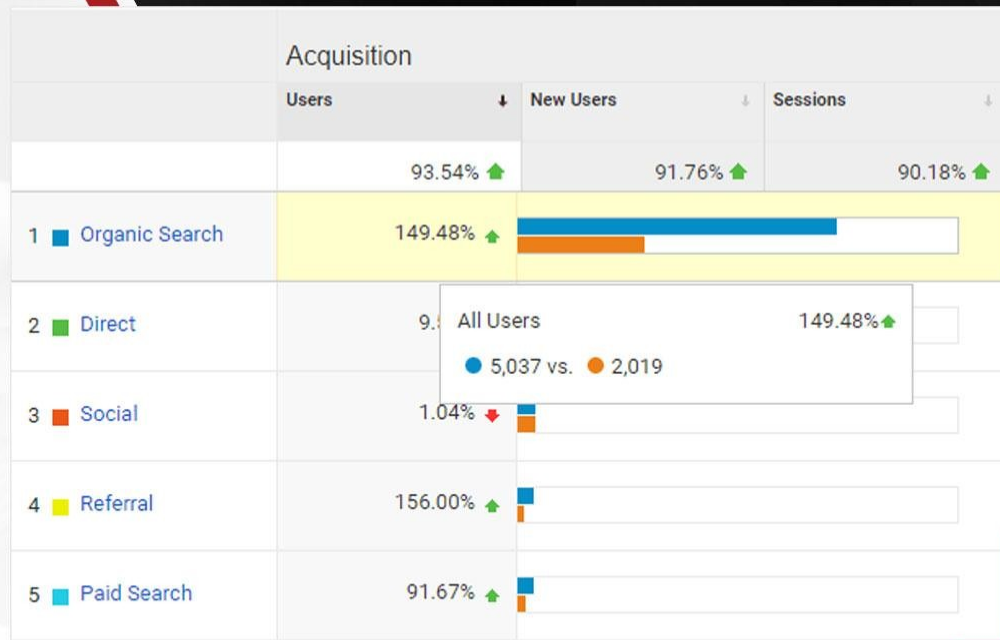 Acquisition
Users New Users Sessions
93.54% 91.76% 90.18%
1 Organic Search 149.48%
2 Direct
All Users 149.48%
5,037 vs. 2,019
3 Social 1.04%
4 Referral 156.00%
5 Paid Search 91.67%